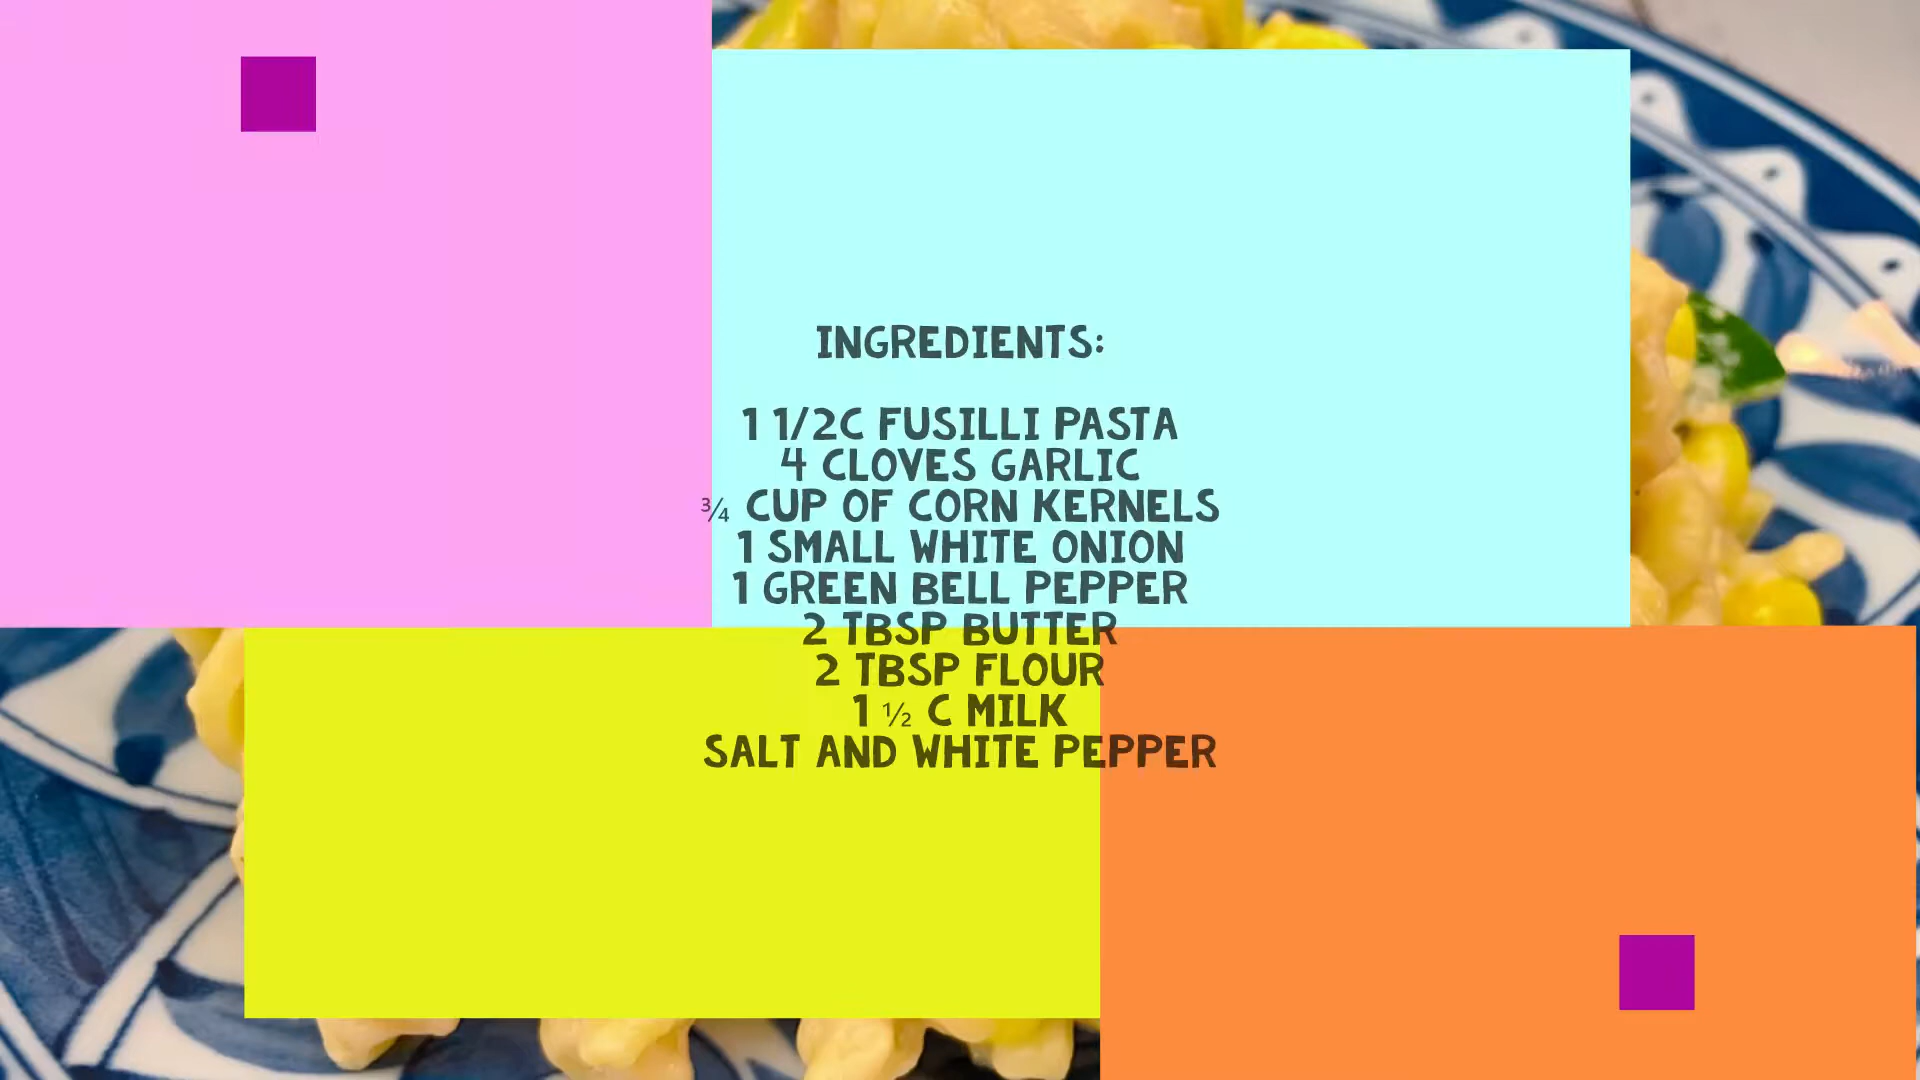 INGREDIENTS:
1 1/2C FUSILLI PASTA
4 CLOVES GARLIC
¾ CUP OF CORN KERNELS
1 SMALL WHITE ONION
1 GREEN BELL PEPPER
2 TBSP BUTTER
2 TBSP FLOUR
1 ½ C MILK
SALT AND WHITE PEPPER